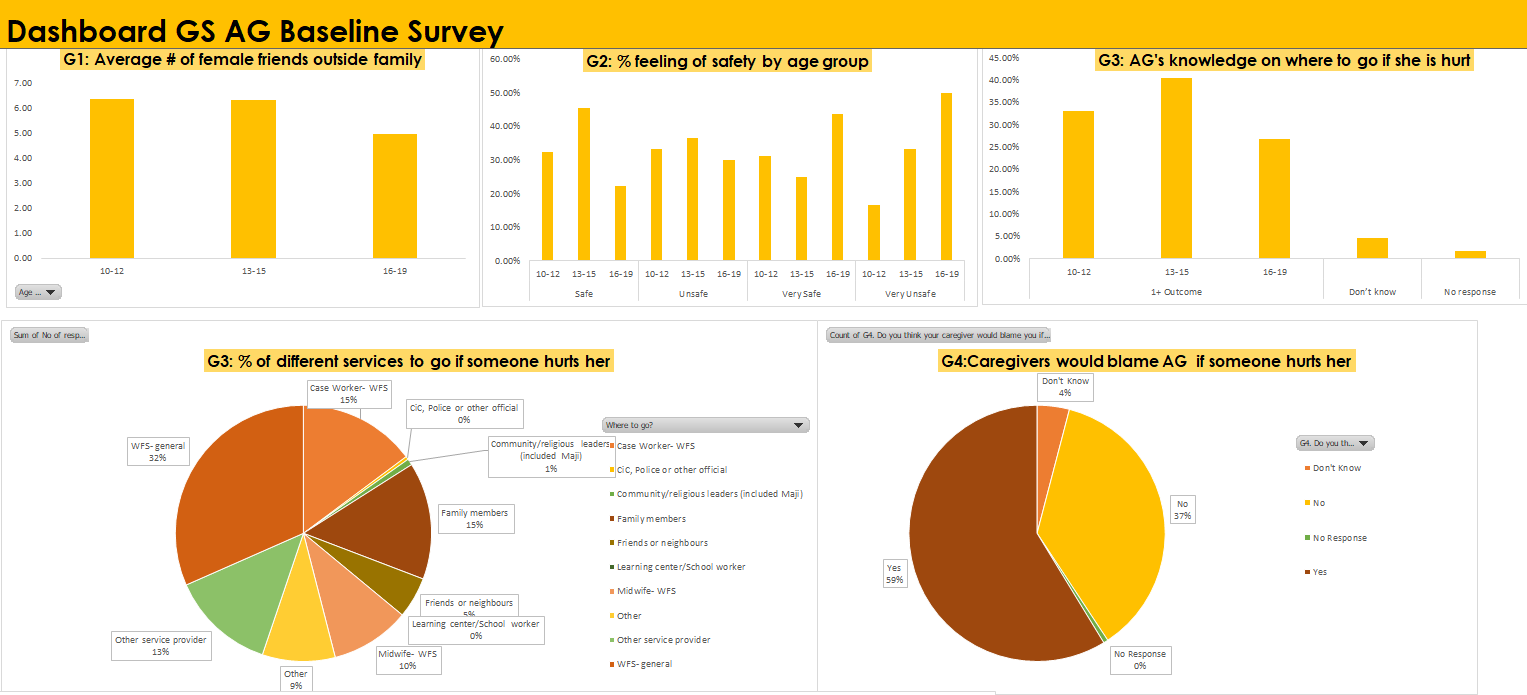 Dashboard GS AG Baseline Survey
G1: Average # of female friends outside family
7.00
6.00
5.00
4.00
3.00
2.00
1.00
0.00
10-12 13-15 16-19
Age ...
G2: % feeling of safety by age group
60.00%
50.00%
40.00%
30.00%
20.00%
10.00%
0.00%
10-12 13-15 16-19 10-12 13-15 16-19 10-12 13-15 16-19 10-12 13-15 16-19
Safe Unsafe Very Safe Very Unsafe
G3: AG's knowledge on where to go if she is hurt
45.00%
40.00%
35.00%
30.00%
25.00%
20.00%
15.00%
10.00%
5.00%
0.00%
10-12 13-15 16-19
1+ Outcome Don't know No response
Sum of No of resp...
G3: % of different services to go if someone hurts her
Case Worker- WFS
15%
CiC, Police or other official
0%
Community/religious leaders
(included Maji)
1%
Family members
15%
Friends or neighbours
5%
Learning center/School worker
0%
Midwife- WFS
10%
Other
9%
Other service provider
13%
WFS- general
32%
Where to go?
Case Worker- WFS
CiC, Police or other official
Community/religious leaders (included Maji)
Family members
Friends or neighbours
Learning center/School worker
Midwife- WFS
Other
Other service provider
WFS- general
Count of G4. Do you think your caregiver would blame you if...
G4:Caregivers would blame AG if someone hurts her
Don't Know
4%
No
37%
No Response
0%
Yes
59%
G4. Do you th...
Don't Know
No
No Response
Yes